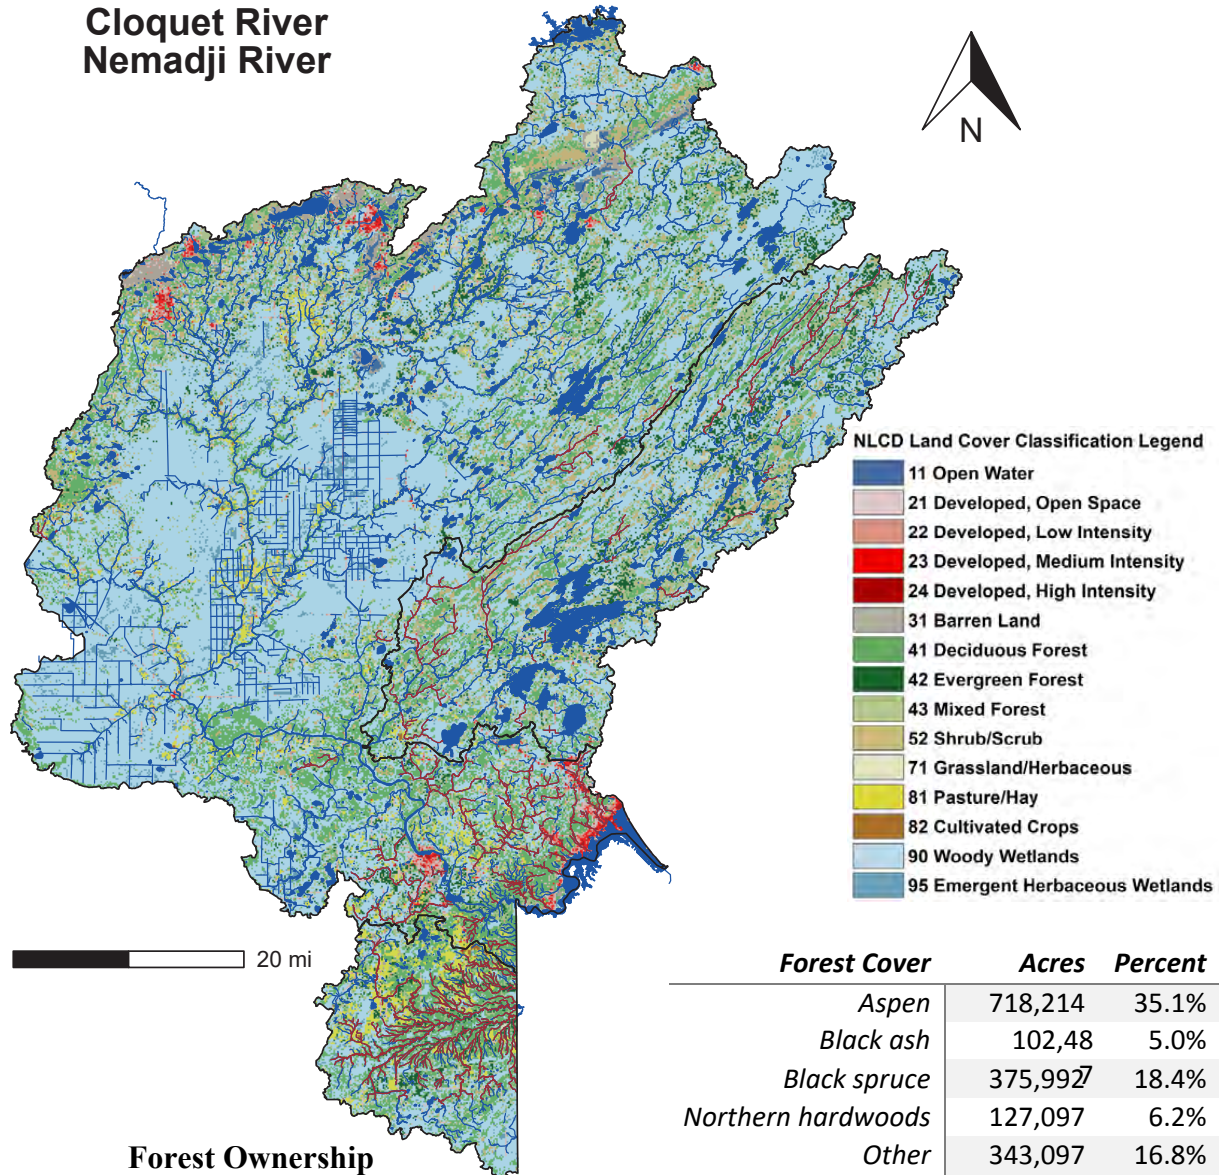 Cloquet River
Nemadji River
N
NLCD Land Cover Classification Legend
11 Open Water
21 Developed, Open Space
22 Developed, Low Intensity
23 Developed, Medium Intensity
24 Developed, High Intensity
31 Barren Land
41 Deciduous Forest
42 Evergreen Forest
43 Mixed Forest
52 Shrub/Scrub
71 Grassland/Herbaceous
81 Pasture/Hay
82 Cultivated Crops
90 Woody Wetlands
95 Emergent Herbaceous Wetlands
20 mi
Forest Cover Acres Percent
Aspen 718,214 35.1%
Black ash 102,48 5.0%
7
Black spruce 375,992 18.4%
Northern hardwoods 127,097 6.2%
Other 343,097 16.8%
Forest Ownership